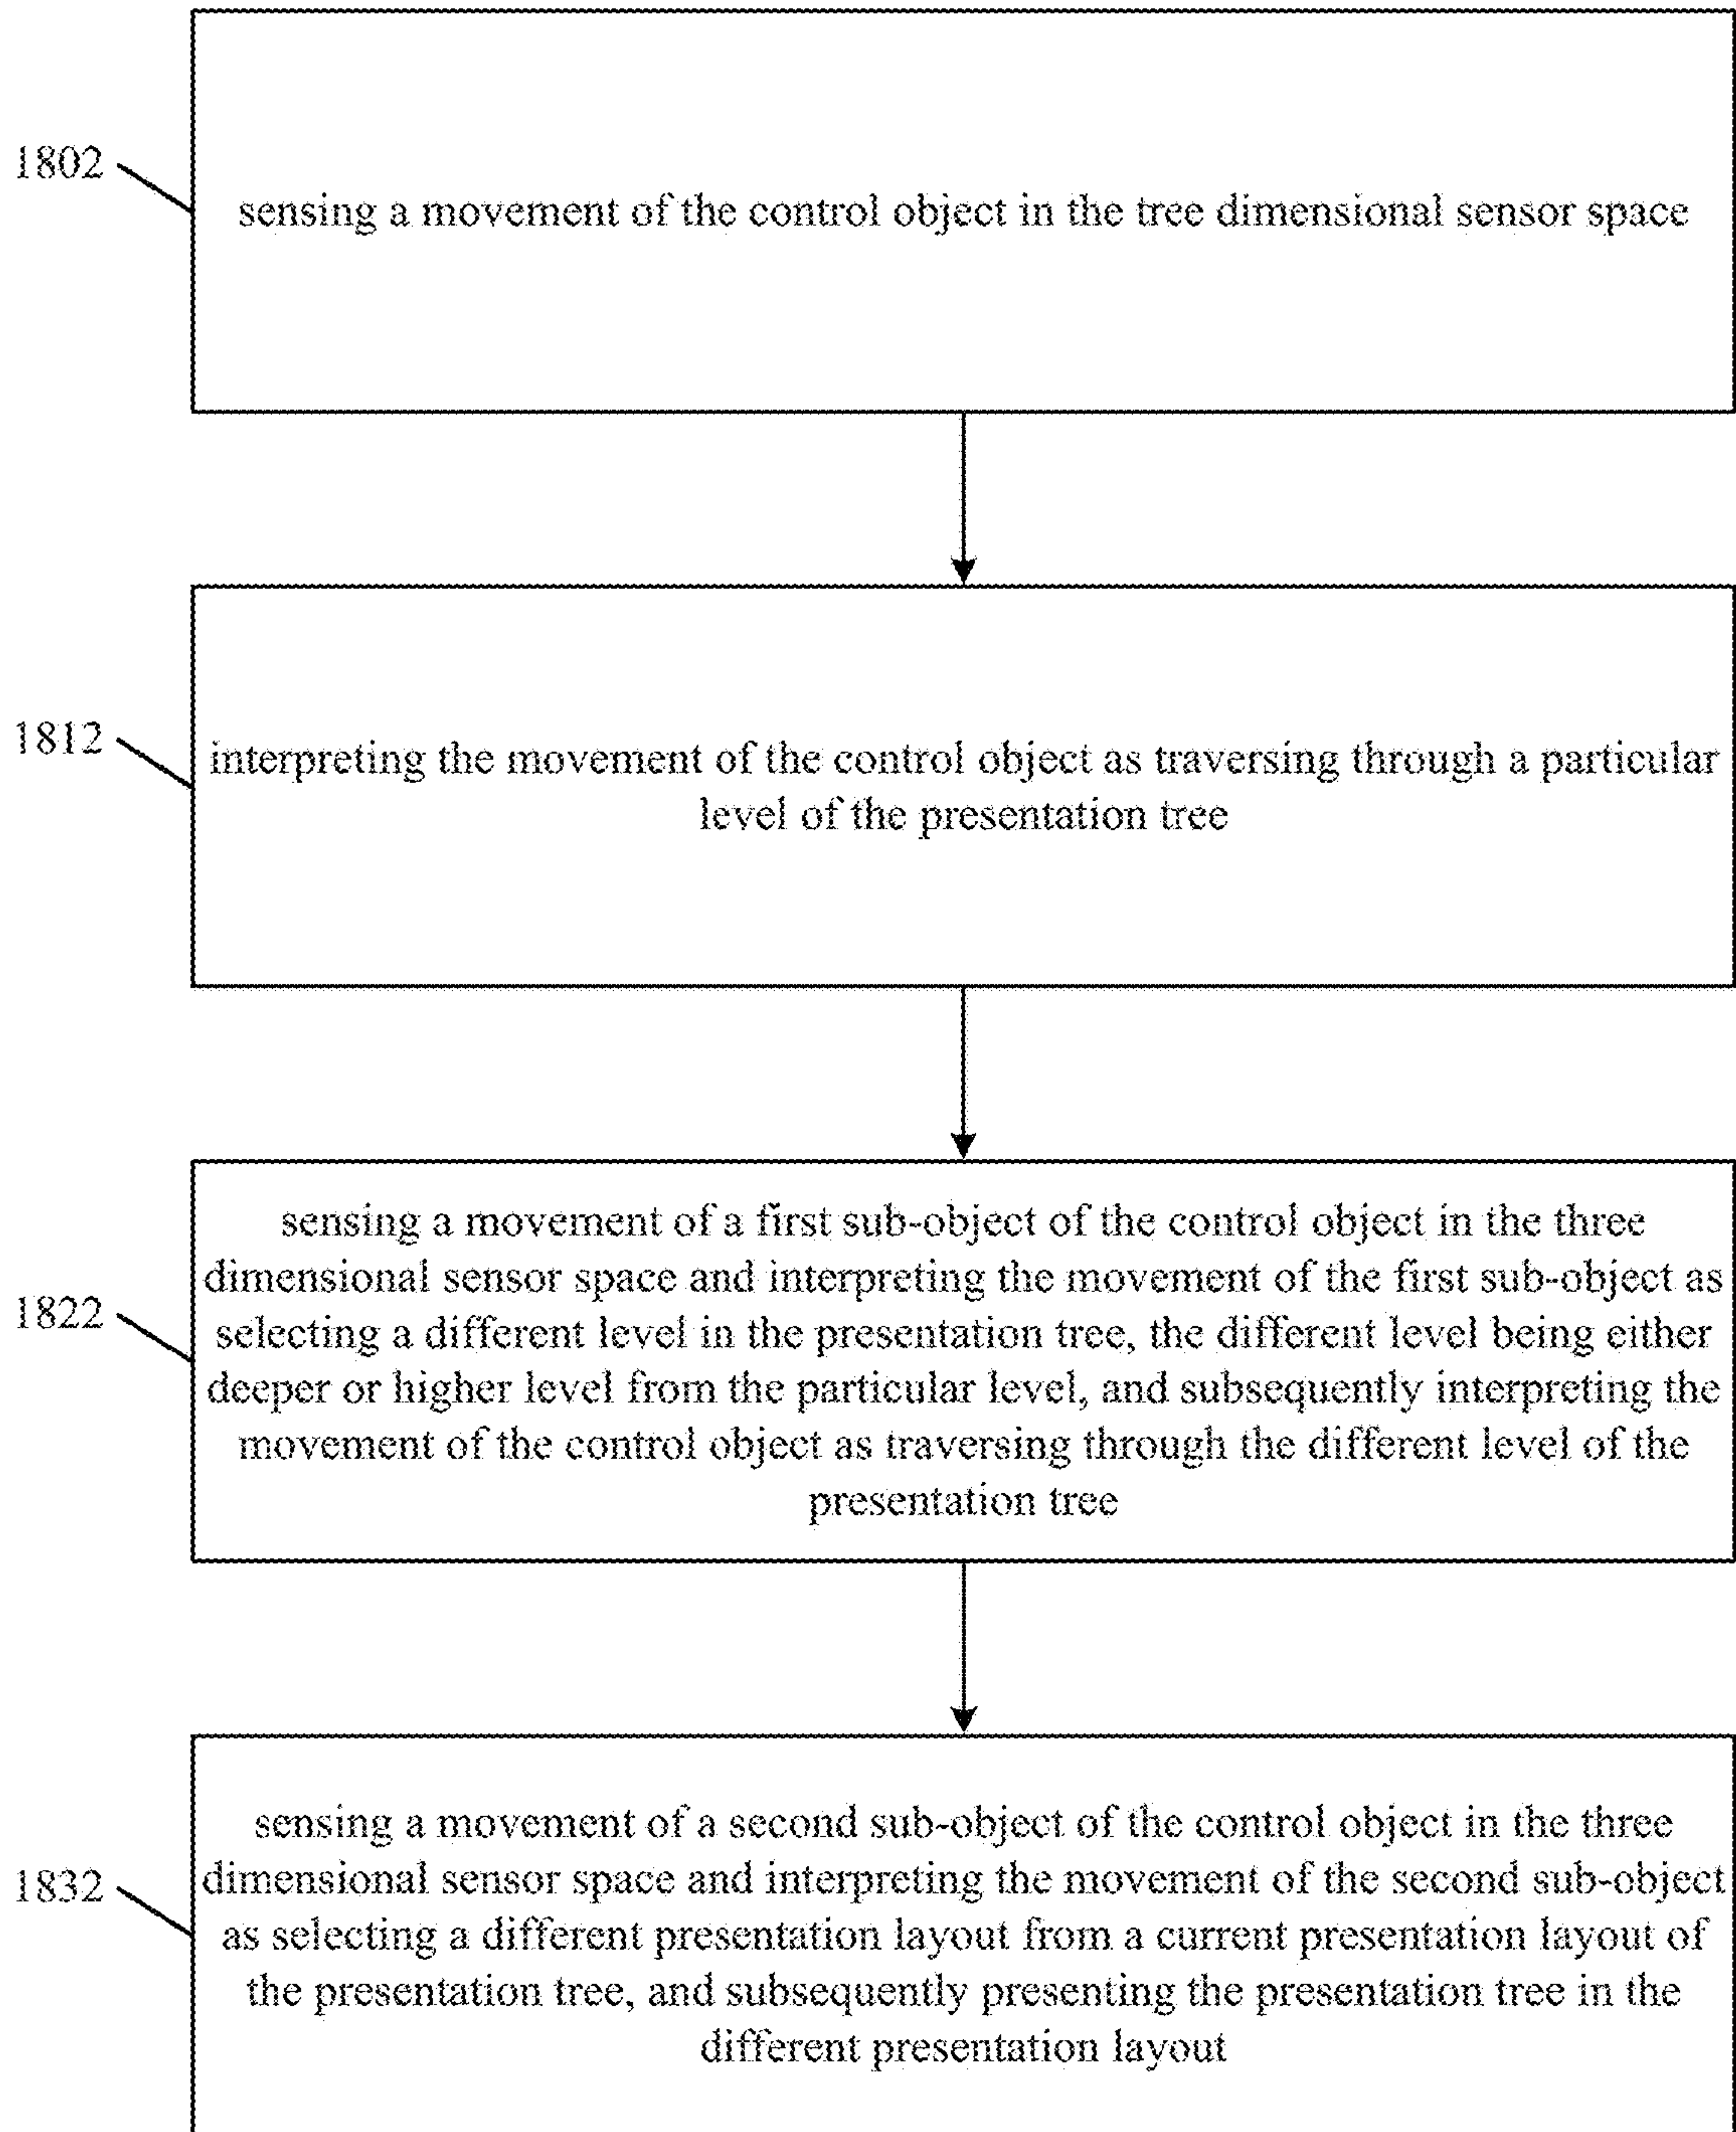 1802
sensing a movement of the control object in the tree dimensional sensor space
1812
interpreting the movement of the control object as traversing through a particular
level of the presentation tree
1822
sensing a movement of a first sub-object of the control object in the three
dimensional sensor space and interpreting the movement of the first sub-object as
selecting a different level in the presentation tree, the different level being either
deeper or higher level from the particular level, and subsequently interpreting the
movement of the control object as traversing through the different level of the
presentation tree
1832
sensing a movement of a second sub-object of the control object in the three
dimensional sensor space and interpreting the movement of the second sub-object
as selecting a different presentation layout from a current presentation layout of
the presentation tree, and subsequently presenting the presentation tree in the
different presentation layout